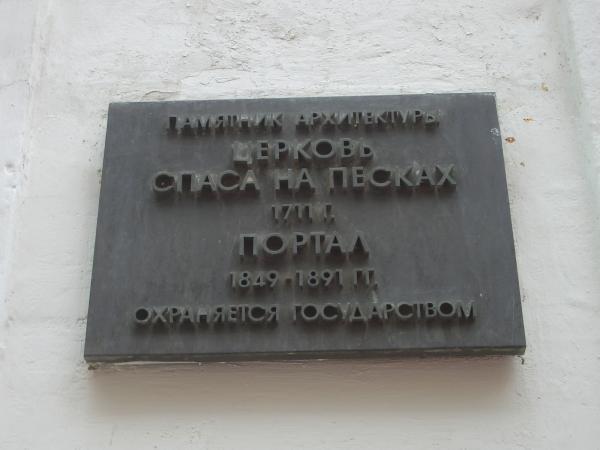 ПАМЯТНИК АРХИТЕКТУРЫ
ЦЕРКОВЬ
СПАСА НА ПЕСКАХ
1711 Г.
ПОРТАЛ
1849-1891 ГГ.
ОХРАНЯЕТСЯ ГОСУДАРСТВОМ